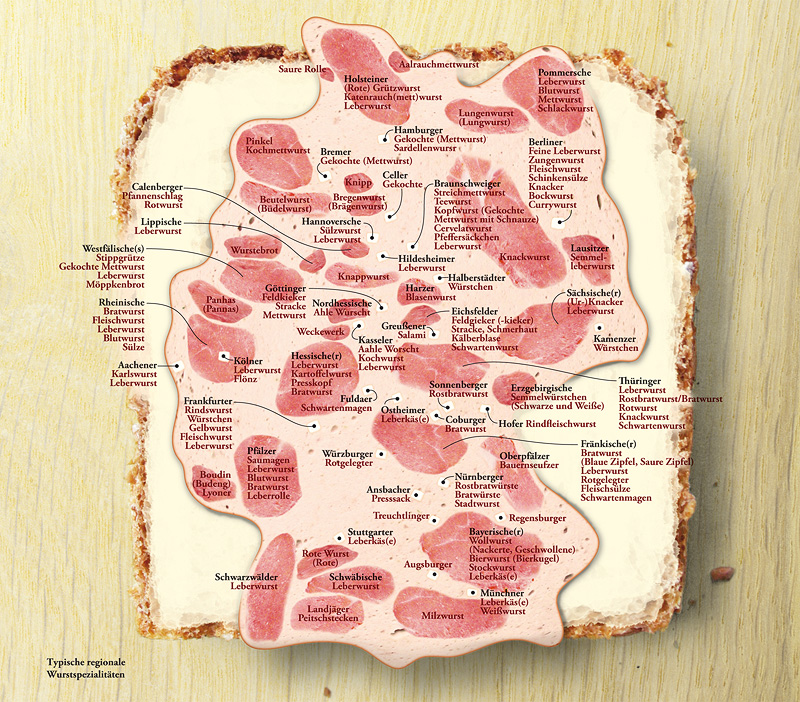 Saure Rolle
Aalrauchmettwurst
Holsteiner
(Rote) Grützwurst
Katenrauch(mett)wurst
Leberwurst
Pommersche
Leberwurst
Blutwurst
Mettwurst
Schlackwurst
Lungenwurst
(Lungwurst)
Hamburger
Gekochte (Mettwurst)
Sardellenwurst
Pinkel
Kochmettwurst
Bremer
Gekochte (Mettwurst)
Berliner
Feine Leberwurst
Zungenwurst
Fleischwurst
Schinkensülze
Knacker
Bockwurst
Currywurst
Knipp
Celler
Gekochte
Calenberger
Pfannenschlag
Rotwurst
Beutelwurst
(Büdelwurst)
Bregenwurst
(Brägenwurst)
Braunschweiger
Streichmettwurst
Teewurst
Kopfwurst (Gekochte
Mettwurst mit Schnauze)
Cervelatwurst
Pfeffersäckchen
Leberwurst
Lippische
Leberwurst
Hannoversche
Sülzwurst
Leberwurst
Westfälische(s)
Stippgrütze
Gekochte Mettwurst
Leberwurst
Möppkenbrot
Wurstebrot
Hildesheimer
Leberwurst
Knackwurst
Lausitzer
Semmel-
leberwurst
Knappwurst
Halberstädter
Würstchen
Göttinger
Feldkieker
Stracke
Mettwurst
Harzer
Blasenwurst
Sächsische(r)
(Ur-)Knacker
Leberwurst
Rheinische
Bratwurst
Fleischwurst
Leberwurst
Blutwurst
Sülze
Panhas
(Pannas)
Nordhessische
Ahle Wurscht
Eichsfelder
Feldgieker (-kieker)
Stracke, Schmerhaut
Kälberblase
Schwartenwurst
Weckewerk
Greußener
Salami
Kamenzer
Würstchen
Kasseler
Aahle Worscht
Kochwurst
Leberwurst
Aachener
Karlswurst
Leberwurst
Kölner
Leberwurst
Flönz
Hessische(r)
Leberwurst
Kartoffelwurst
Presskopf
Bratwurst
Thüringer
Leberwurst
Rostbratwurst/Bratwurst
Rotwurst
Knackwurst
Schwartenwurst
Sonnenberger
Rostbratwurst
Erzgebirgische
Semmelwürstchen
(Schwarze und Weiße)
Frankfurter
Rindswurst
Würstchen
Gelbwurst
Fleischwurst
Leberwurst
Fuldaer
Schwartenmagen
Ostheimer
Leberkäs(e)
Coburger
Bratwurst
Hofer Rindfleischwurst
Fränkische(r)
Bratwurst
(Blaue Zipfel, Saure Zipfel)
Leberwurst
Rotgelegter
Fleischsülze
Schwartenmagen
Pfälzer
Saumagen
Leberwurst
Blutwurst
Bratwurst
Leberrolle
Würzburger
Rotgelegter
Oberpfälzer
Bauernseufzer
Boudin
(Budeng)
Lyoner
Ansbacher
Presssack
Nürnberger
Rostbratwürste
Bratwürste
Stadtwurst
Treuchtlinger
Regensburger
Stuttgarter
Leberkäs(e)
Bayerische(r)
Wollwurst
(Nackerte, Geschwollene)
Bierwurst (Bierkugel)
Stockwurst
Leberkäs(e)
Rote Wurst
(Rote)
Augsburger
Schwarzwälder
Leberwurst
Schwäbische
Leberwurst
Münchner
Leberkäs(e)
Weißwurst
Landjäger
Peitschstecken
Milzwurst
Typische regionale
Wurstspezialitäten